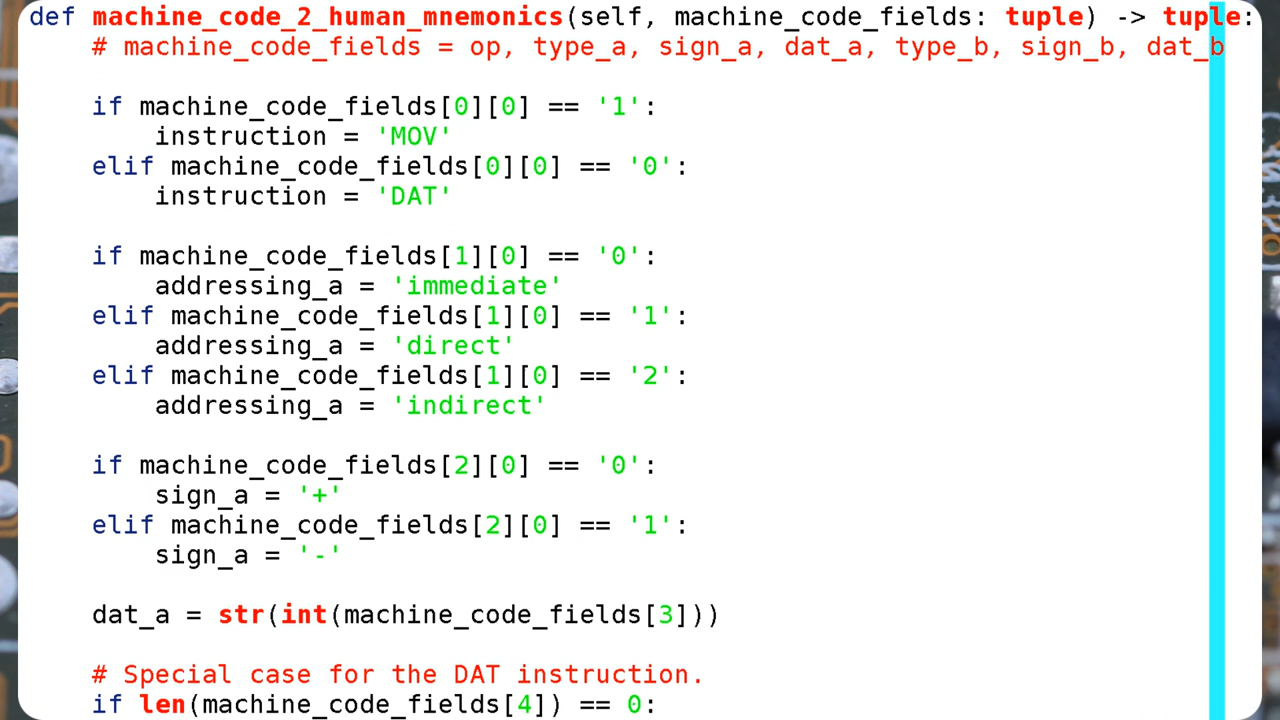 def machine_code_2_human_mnemonics(self, machine_code_fields: tuple) -> tuple:
    # machine_code_fields = op, type_a, sign_a, dat_a, type_b, sign_b, dat_b
    if machine_code_fields[0][0] == '1':
        instruction = 'MOV'
    elif machine_code_fields[0][0] == '0':
        instruction = 'DAT'
    if machine_code_fields[1][0] == '0':
        addressing_a = 'immediate'
    elif machine_code_fields[1][0] == '1':
        addressing_a = 'direct'
    elif machine_code_fields[1][0] == '2':
        addressing_a = 'indirect'
    if machine_code_fields[2][0] == '0':
        sign_a = '+'
    elif machine_code_fields[2][0] == '1':
        sign_a = '-'
    dat_a = str(int(machine_code_fields[3]))
    # Special case for the DAT instruction.
    if len(machine_code_fields[4]) == 0: